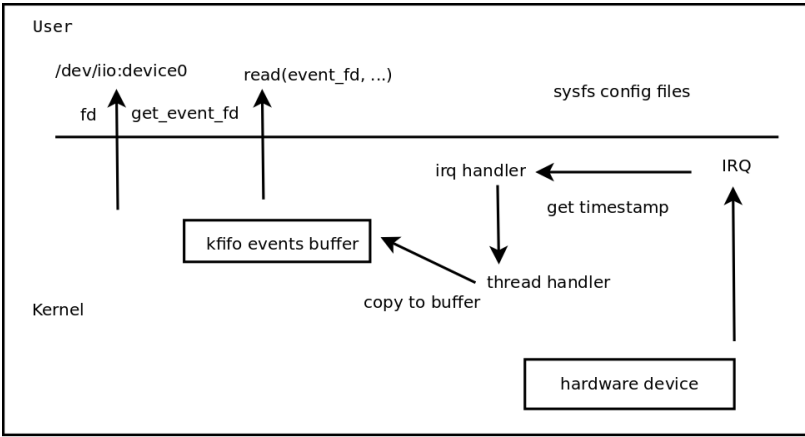 User
/dev/iio:device0
read(event_fd, ...)
sysfs config files
fd
get_event_fd
irq handler
IRQ
get timestamp
kfifo events buffer
thread handler
copy to buffer
Kernel
hardware device